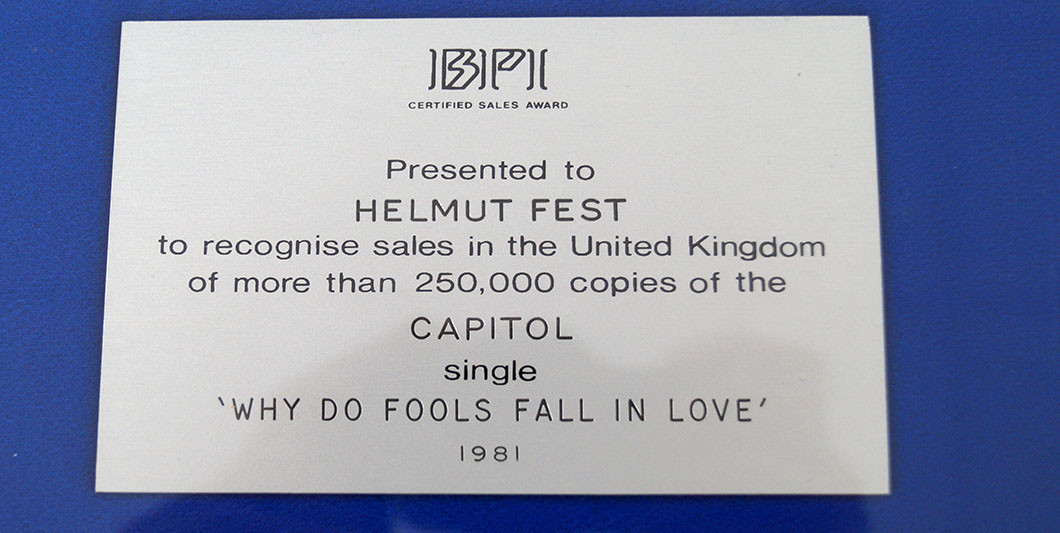 BPI
CERTIFIED SALES AWARD
Presented to
HELMUT FEST
to recognise sales in the United Kingdom
of more than 250,000 copies of the
CAPITOL
single
‘WHY DO FOOLS FALL IN LOVE’
1981